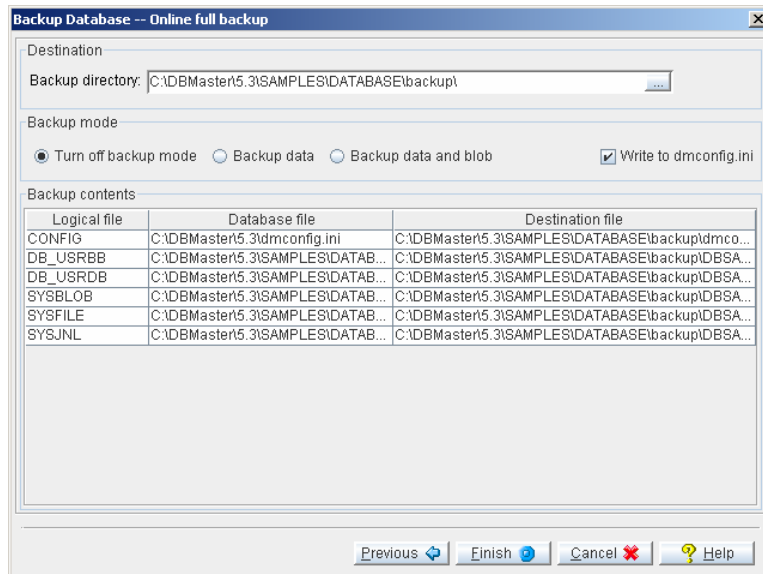 Backup Database -- Online full backup
Destination
Backup directory: C:\DBMaster\5.3\SAMPLES\DATABASE\backup\ ...
Backup mode
Turn off backup mode Backup data Backup data and blob Write to dmconfig.ini
Backup contents
Logical file Database file Destination file
CONFIG C:\DBMaster\5.3\dmconfig.ini C:\DBMaster\5.3\SAMPLES\DATABASE\backup\dmco...
DB_USRBB C:\DBMaster\5.3\SAMPLES\DATAB... C:\DBMaster\5.3\SAMPLES\DATABASE\backup\DBSA...
DB_USRDB C:\DBMaster\5.3\SAMPLES\DATAB... C:\DBMaster\5.3\SAMPLES\DATABASE\backup\DBSA...
SYSBLOB C:\DBMaster\5.3\SAMPLES\DATAB... C:\DBMaster\5.3\SAMPLES\DATABASE\backup\DBSA...
SYSFILE C:\DBMaster\5.3\SAMPLES\DATAB... C:\DBMaster\5.3\SAMPLES\DATABASE\backup\DBSA...
SYSJNL C:\DBMaster\5.3\SAMPLES\DATAB... C:\DBMaster\5.3\SAMPLES\DATABASE\backup\DBSA...
Previous Finish Cancel Help